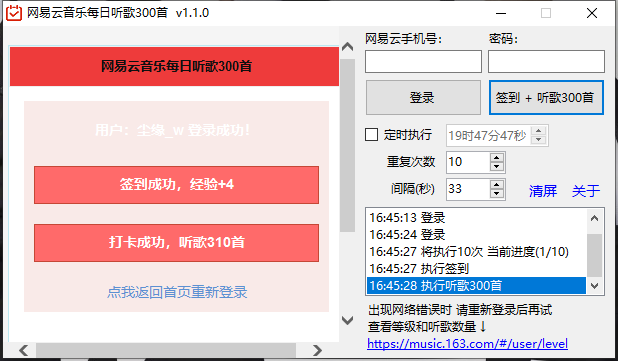 网易云音乐每日听歌300首 v1.1.0
网易云音乐每日听歌300首
用户：尘缘_w 登录成功！
签到成功，经验+4
打卡成功，听歌310首
点我返回首页重新登录
网易云手机号： 密码：
登录 签到 + 听歌300首
定时执行 19时47分47秒
重复次数 10
间隔(秒) 33 清屏 关于
16:45:13 登录
16:45:24 登录
16:45:27 将执行10次 当前进度(1/10)
16:45:27 执行签到
16:45:28 执行听歌300首
出现网络错误时 请重新登录后再试
查看等级和听歌数量↓
https://music.163.com/#/user/level